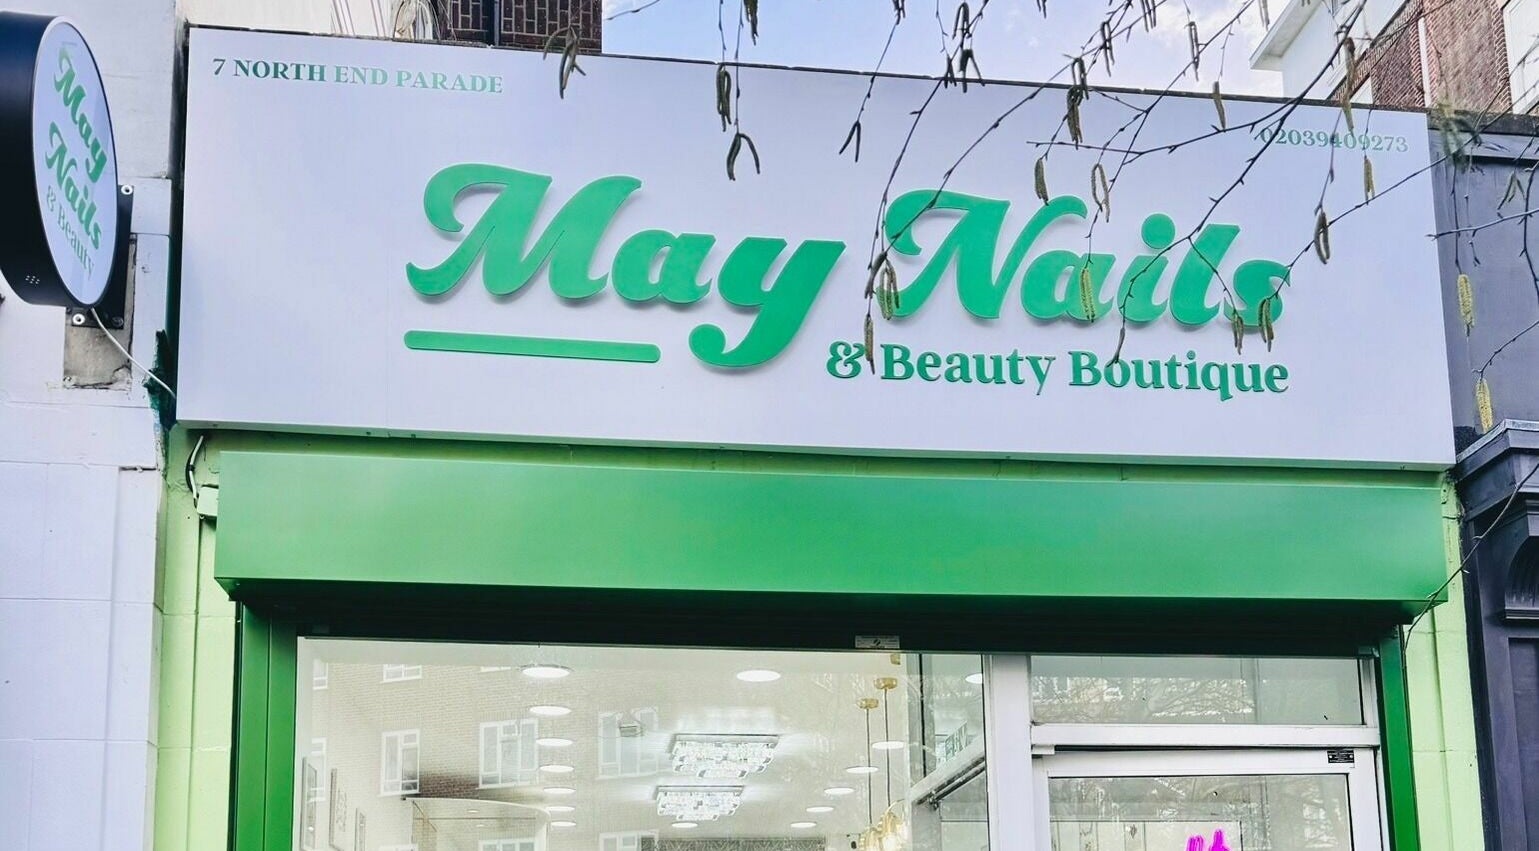 7 NORTH END PARADE
02039409273
May Nails
& Beauty Boutique
May
Nails
& Beauty